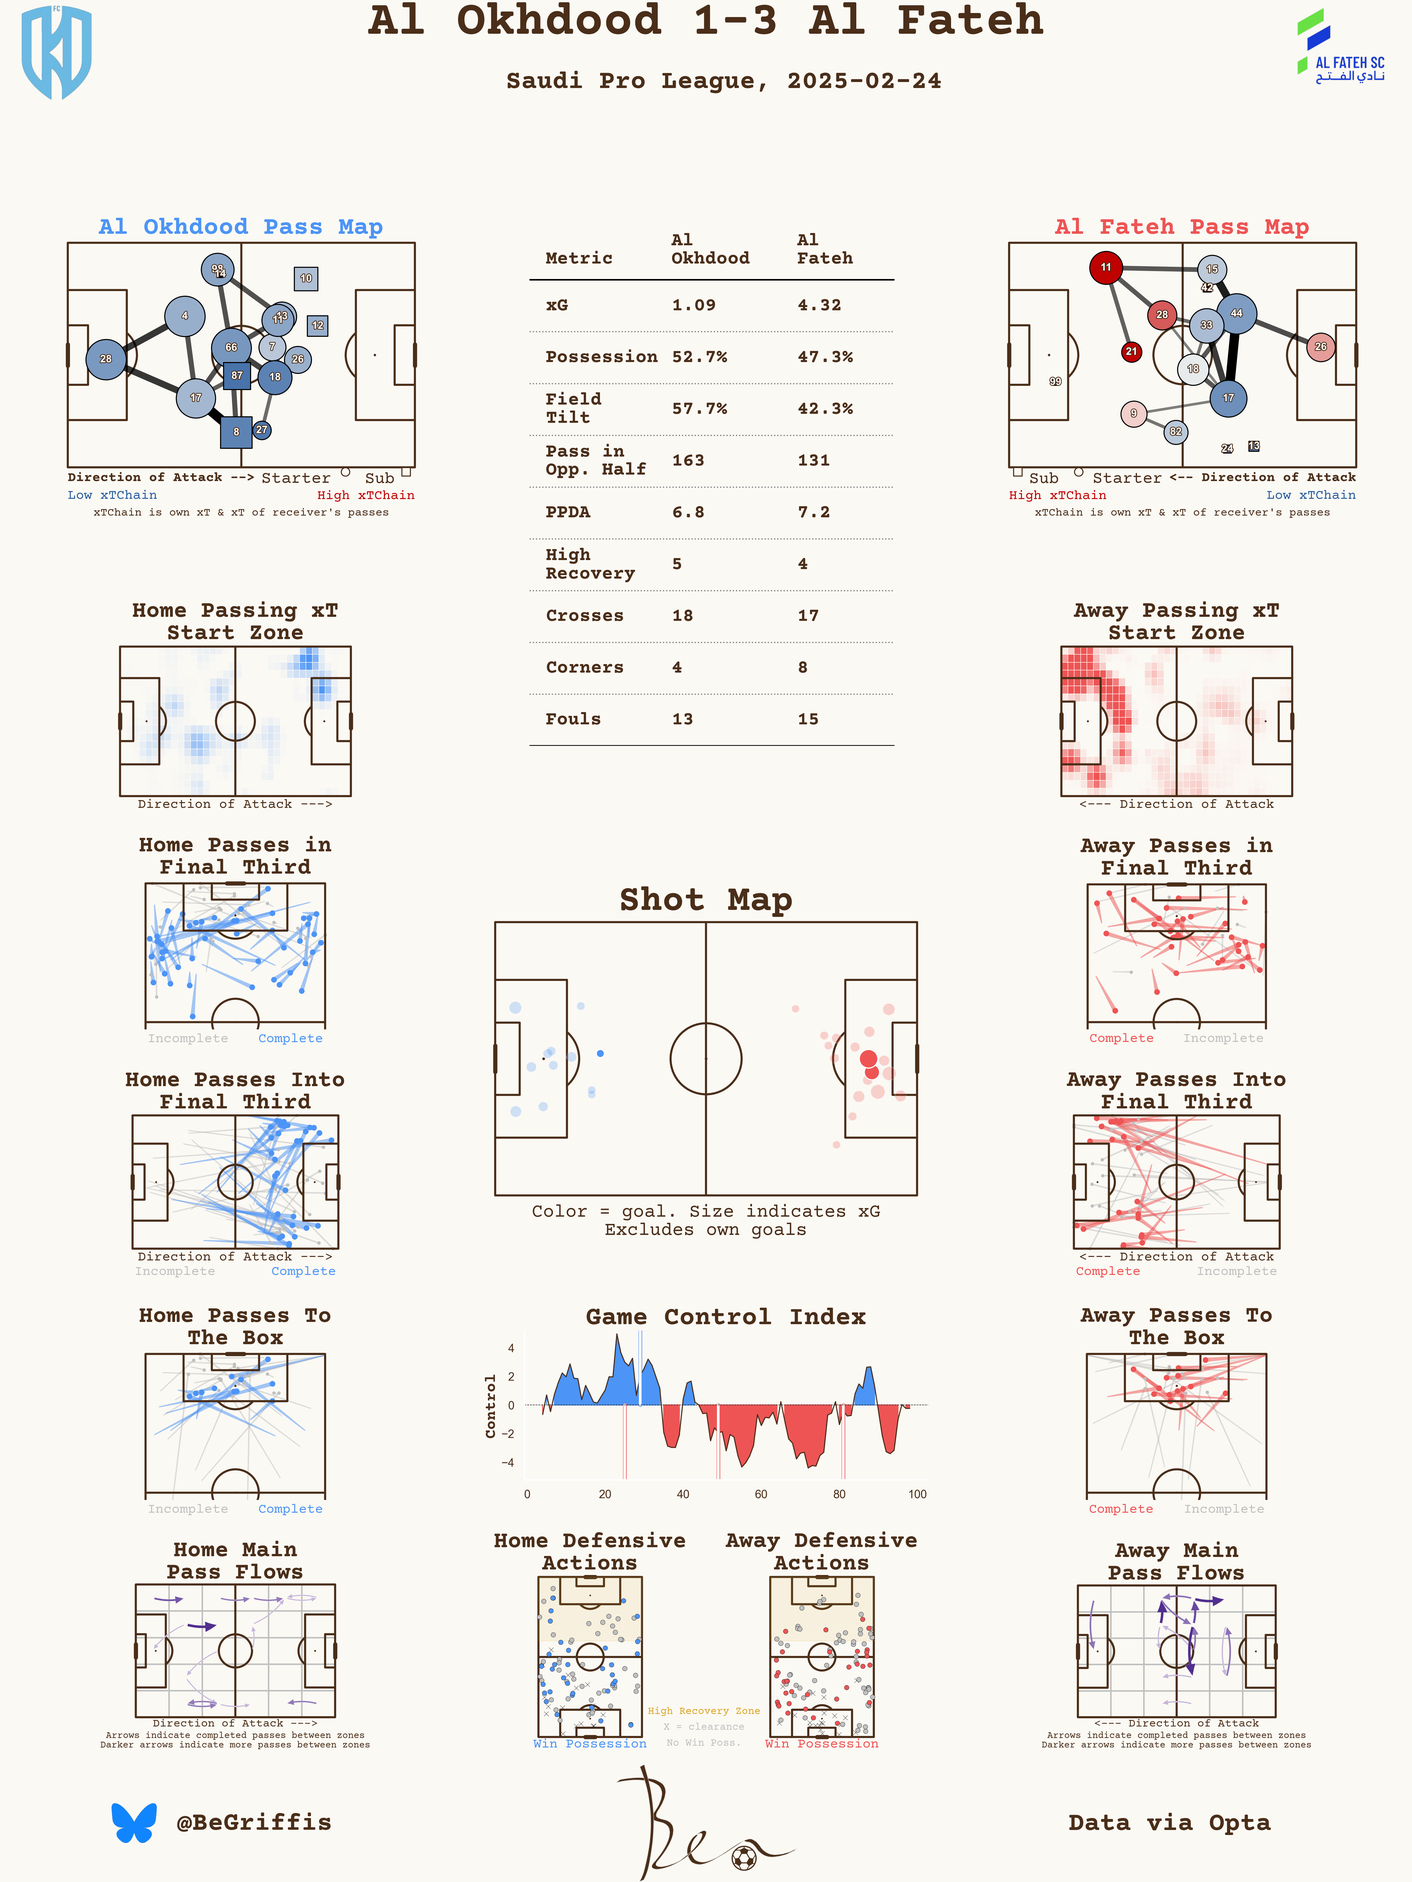 Al Okhdood 1-3 Al Fateh
Saudi Pro League, 2025-02-24
FC
AL FATEH SC
نادي الفتح
Al Okhdood Pass Map
98
14
10
4
13
11
12
66
7
26
28
87
18
17
8
27
Direction of Attack --> Starter Sub
Low xTChain High xTChain
xTChain is own xT & xT of receiver's passes
Metric Al Okhdood Al Fateh
xG 1.09 4.32
Possession 52.7% 47.3%
Field Tilt 57.7% 42.3%
Pass in Opp. Half 163 131
PPDA 6.8 7.2
High Recovery 5 4
Crosses 18 17
Corners 4 8
Fouls 13 15
Al Fateh Pass Map
11
15
42
28
33
44
21
26
18
99
17
9
82
24
13
Sub Starter <-- Direction of Attack
High xTChain Low xTChain
xTChain is own xT & xT of receiver's passes
Home Passing xT
Start Zone
Direction of Attack --->
Away Passing xT
Start Zone
<--- Direction of Attack
Home Passes in
Final Third
Incomplete Complete
Away Passes in
Final Third
Complete Incomplete
Shot Map
Color = goal. Size indicates xG
Excludes own goals
Home Passes Into
Final Third
Direction of Attack --->
Incomplete Complete
Away Passes Into
Final Third
<--- Direction of Attack
Complete Incomplete
Home Passes To
The Box
Incomplete Complete
Game Control Index
Control
4
2
0
−2
−4
0 20 40 60 80 100
Away Passes To
The Box
Complete Incomplete
Home Main
Pass Flows
Direction of Attack --->
Arrows indicate completed passes between zones
Darker arrows indicate more passes between zones
Home Defensive
Actions
Win Possession
High Recovery Zone
X = clearance
No Win Poss.
Away Defensive
Actions
Win Possession
Away Main
Pass Flows
<--- Direction of Attack
Arrows indicate completed passes between zones
Darker arrows indicate more passes between zones
@BeGriffis
Ben
Data via Opta